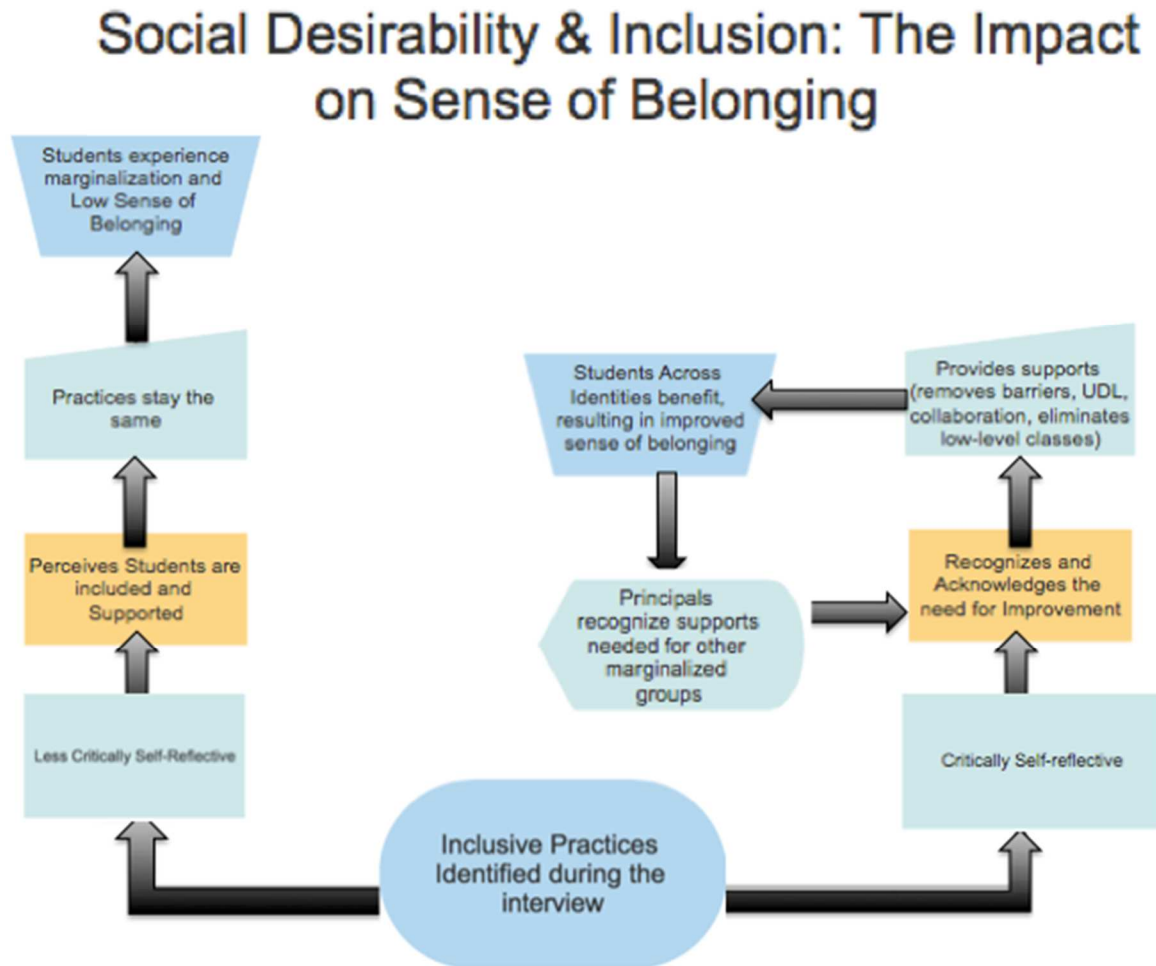 Social Desirability & Inclusion: The Impact
on Sense of Belonging
Students experience
marginalization and
Low Sense of
Belonging
Practices stay the
same
Perceives Students are
included and
Supported
Less Critically Self-Reflective
Students Across
Identities benefit,
resulting in improved
sense of belonging
Principals
recognize supports
needed for other
marginalized
groups
Provides supports
(removes barriers, UDL,
collaboration, eliminates
low-level classes)
Recognizes and
Acknowledges the
need for Improvement
Critically Self-reflective
Inclusive Practices
Identified during the
interview